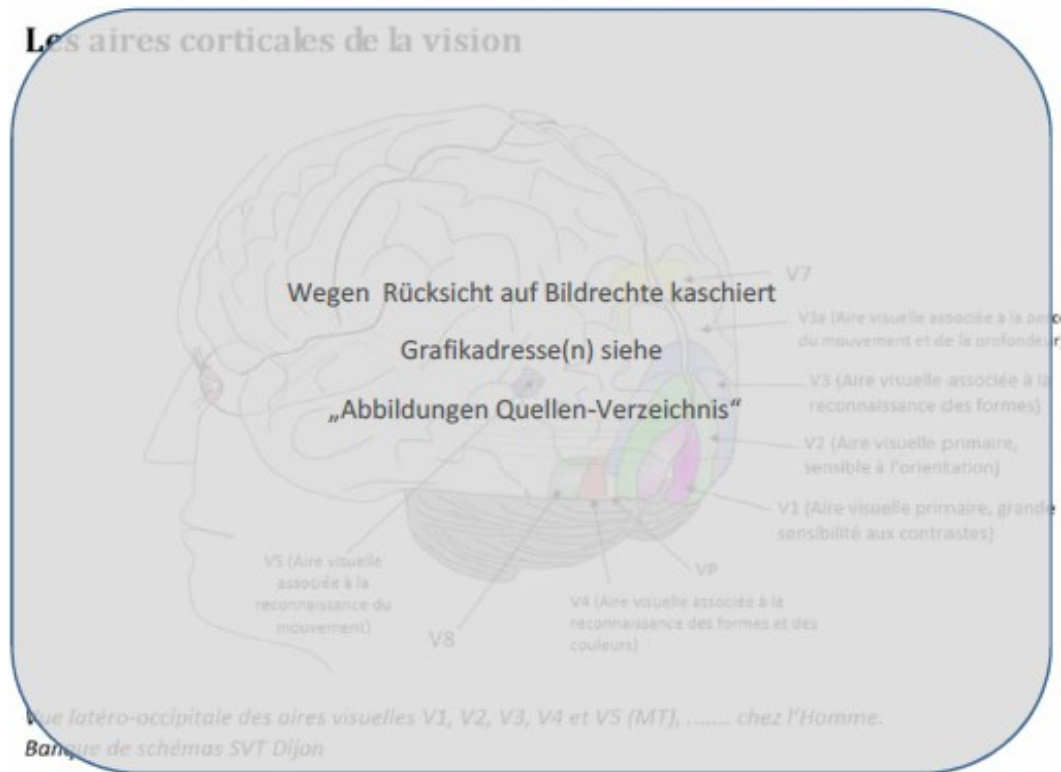 Les aires corticales de la vision
Wegen Rücksicht auf Bildrechte kaschiert
Grafikadresse(n) siehe
„Abbildungen Quellen-Verzeichnis“
V7
V3a (Aire visuelle associée à la perce
du mouvement et de la profondeur)
V3 (Aire visuelle associée à la
reconnaissance des formes)
V2 (Aire visuelle primaire,
sensible à l'orientation)
V1 (Aire visuelle primaire, grande
sensibilité aux contrastes)
VP
V4 (Aire visuelle associée à la
reconnaissance des formes et des
couleurs)
V5 (Aire visuelle
associée à la
reconnaissance du
mouvement)
V8
Vue latéro-occipitale des aires visuelles V1, V2, V3, V4 et V5 (MT), ....... chez l'Homme.
Banque de schémas SVT Dijon